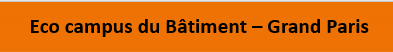 Eco campus du Bâtiment – Grand Paris